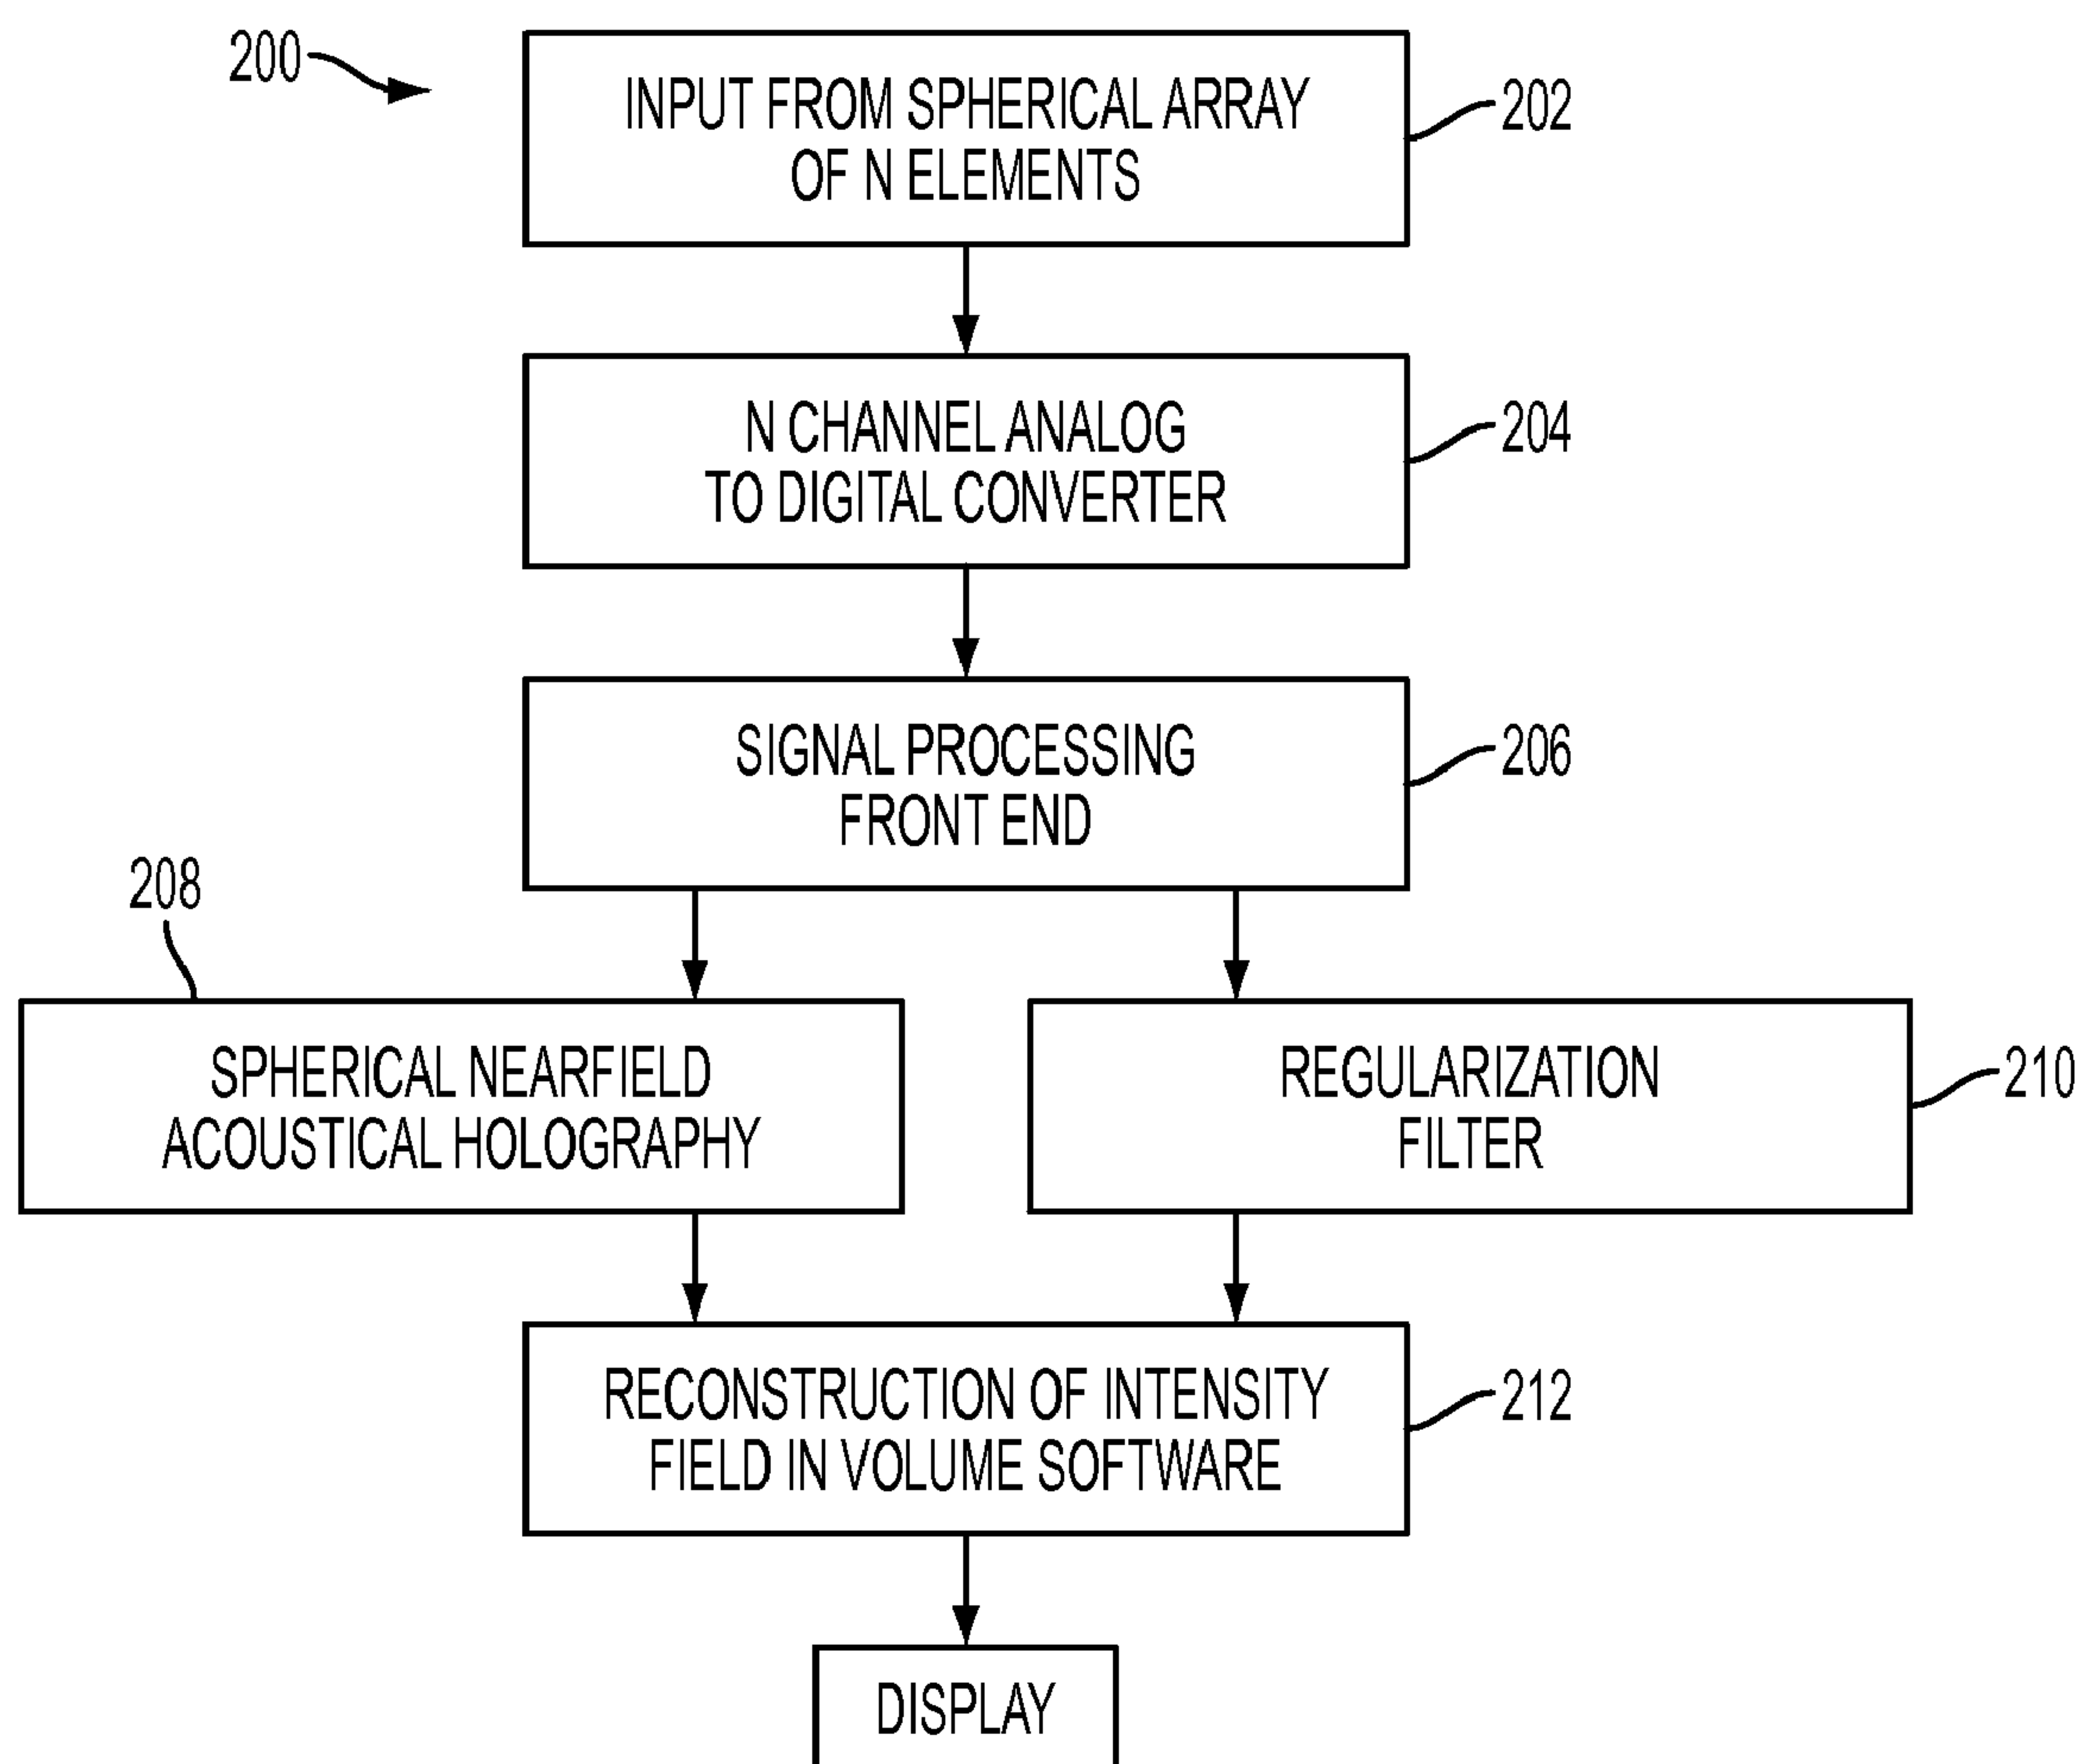 200
INPUT FROM SPHERICAL ARRAY
OF N ELEMENTS
202
N CHANNEL ANALOG
TO DIGITAL CONVERTER
204
SIGNAL PROCESSING
FRONT END
206
208
SPHERICAL NEARFIELD
ACOUSTICAL HOLOGRAPHY
REGULARIZATION
FILTER
210
RECONSTRUCTION OF INTENSITY
FIELD IN VOLUME SOFTWARE
212
DISPLAY